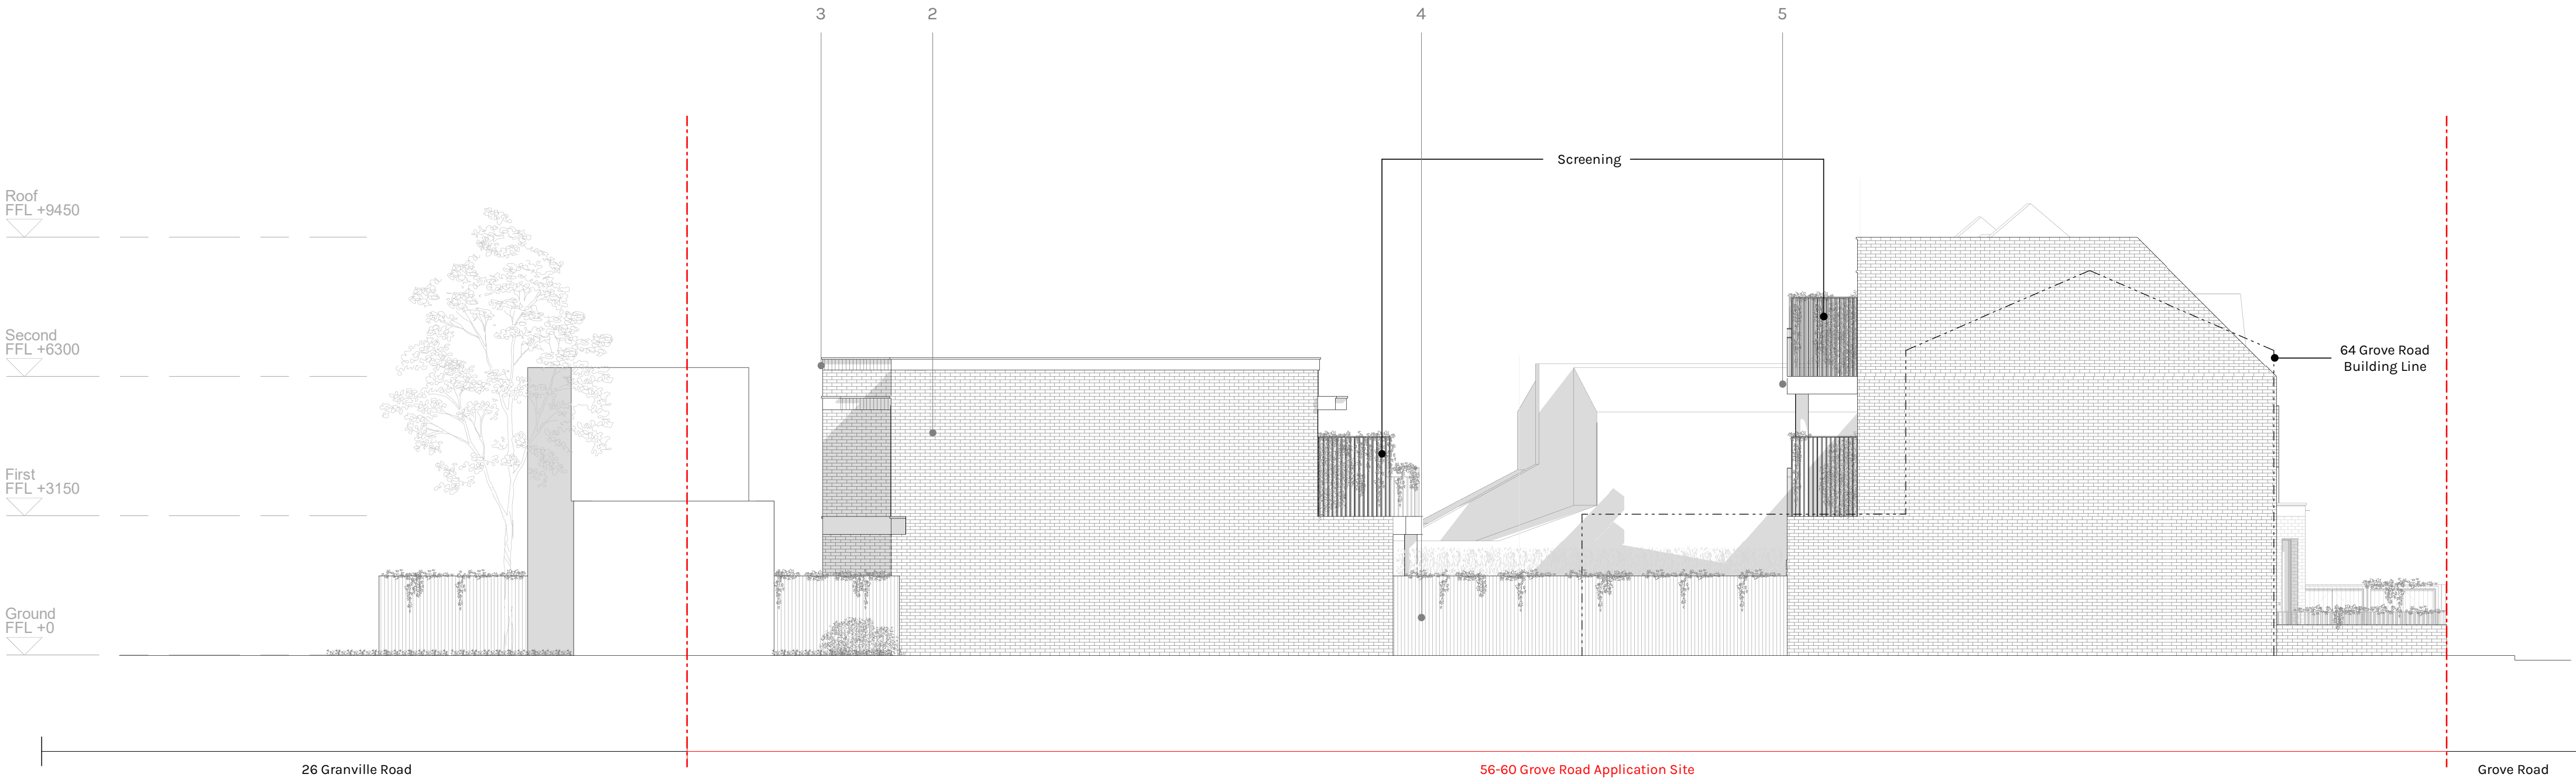 3
2
4
5
Screening
Roof
FFL +9450
Second
FFL +6300
64 Grove Road
Building Line
First
FFL +3150
Ground
FFL +0
26 Granville Road
56-60 Grove Road Application Site
Grove Road